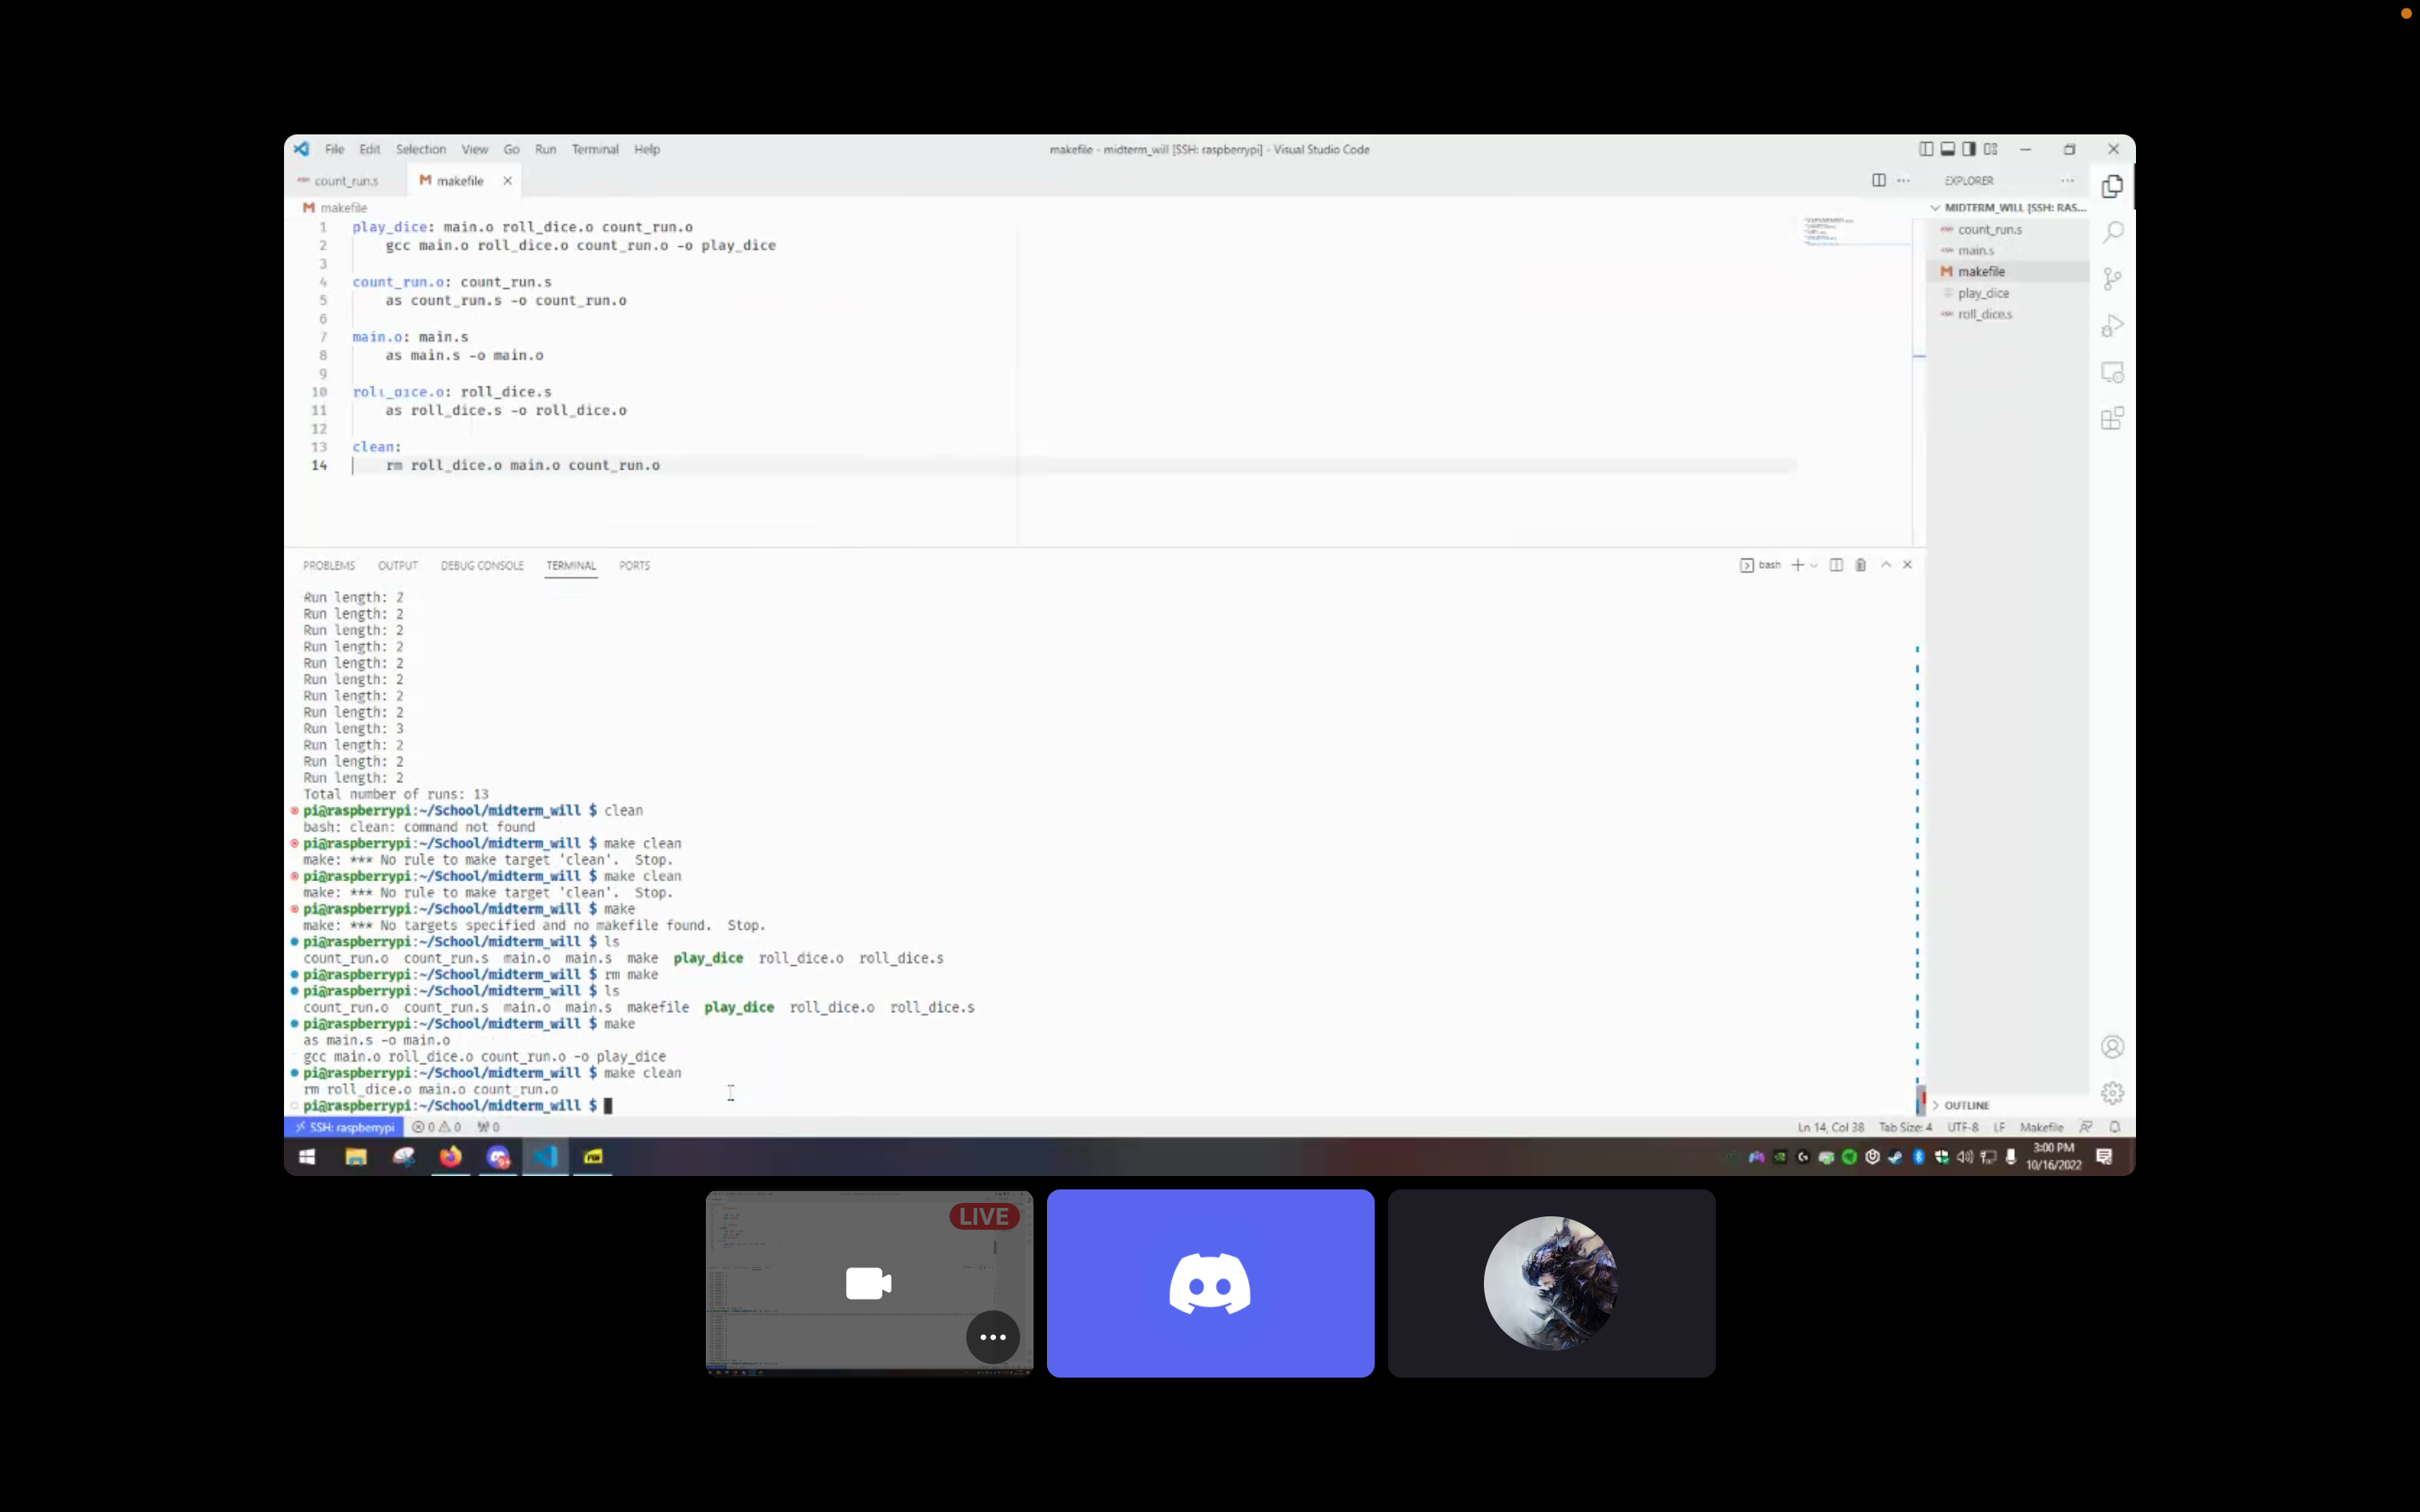 File Edit Selection View Go Run Terminal Help
makefile - midterm_will [SSH: raspberrypi] - Visual Studio Code
count_run.s
makefile
makefile
1 play_dice: main.o roll_dice.o count_run.o
2 gcc main.o roll_dice.o count_run.o -o play_dice
3
4 count_run.o: count_run.s
5 as count_run.s -o count_run.o
6
7 main.o: main.s
8 as main.s -o main.o
9
10 roll_dice.o: roll_dice.s
11 as roll_dice.s -o roll_dice.o
12
13 clean:
14 rm roll_dice.o main.o count_run.o
EXPLORER
MIDTERM_WILL [SSH: RAS...
count_run.s
main.s
makefile
play_dice
roll_dice.s
OUTLINE
PROBLEMS OUTPUT DEBUG CONSOLE TERMINAL PORTS
bash
Run length: 2
Run length: 2
Run length: 2
Run length: 2
Run length: 2
Run length: 2
Run length: 2
Run length: 2
Run length: 3
Run length: 2
Run length: 2
Run length: 2
Total number of runs: 13
pi@raspberrypi:~/School/midterm_will $ clean
bash: clean: command not found
pi@raspberrypi:~/School/midterm_will $ make clean
make: *** No rule to make target 'clean'.  Stop.
pi@raspberrypi:~/School/midterm_will $ make clean
make: *** No rule to make target 'clean'.  Stop.
pi@raspberrypi:~/School/midterm_will $ make
make: *** No targets specified and no makefile found.  Stop.
pi@raspberrypi:~/School/midterm_will $ ls
count_run.o  count_run.s  main.o  main.s  make  play_dice  roll_dice.o  roll_dice.s
pi@raspberrypi:~/School/midterm_will $ rm make
pi@raspberrypi:~/School/midterm_will $ ls
count_run.o  count_run.s  main.o  main.s  makefile  play_dice  roll_dice.o  roll_dice.s
pi@raspberrypi:~/School/midterm_will $ make
as main.s -o main.o
gcc main.o roll_dice.o count_run.o -o play_dice
pi@raspberrypi:~/School/midterm_will $ make clean
rm roll_dice.o main.o count_run.o
pi@raspberrypi:~/School/midterm_will $
SSH: raspberrypi 0 0 0
Ln 14, Col 38 Tab Size: 4 UTF-8 LF Makefile
3:00 PM
10/16/2022
LIVE